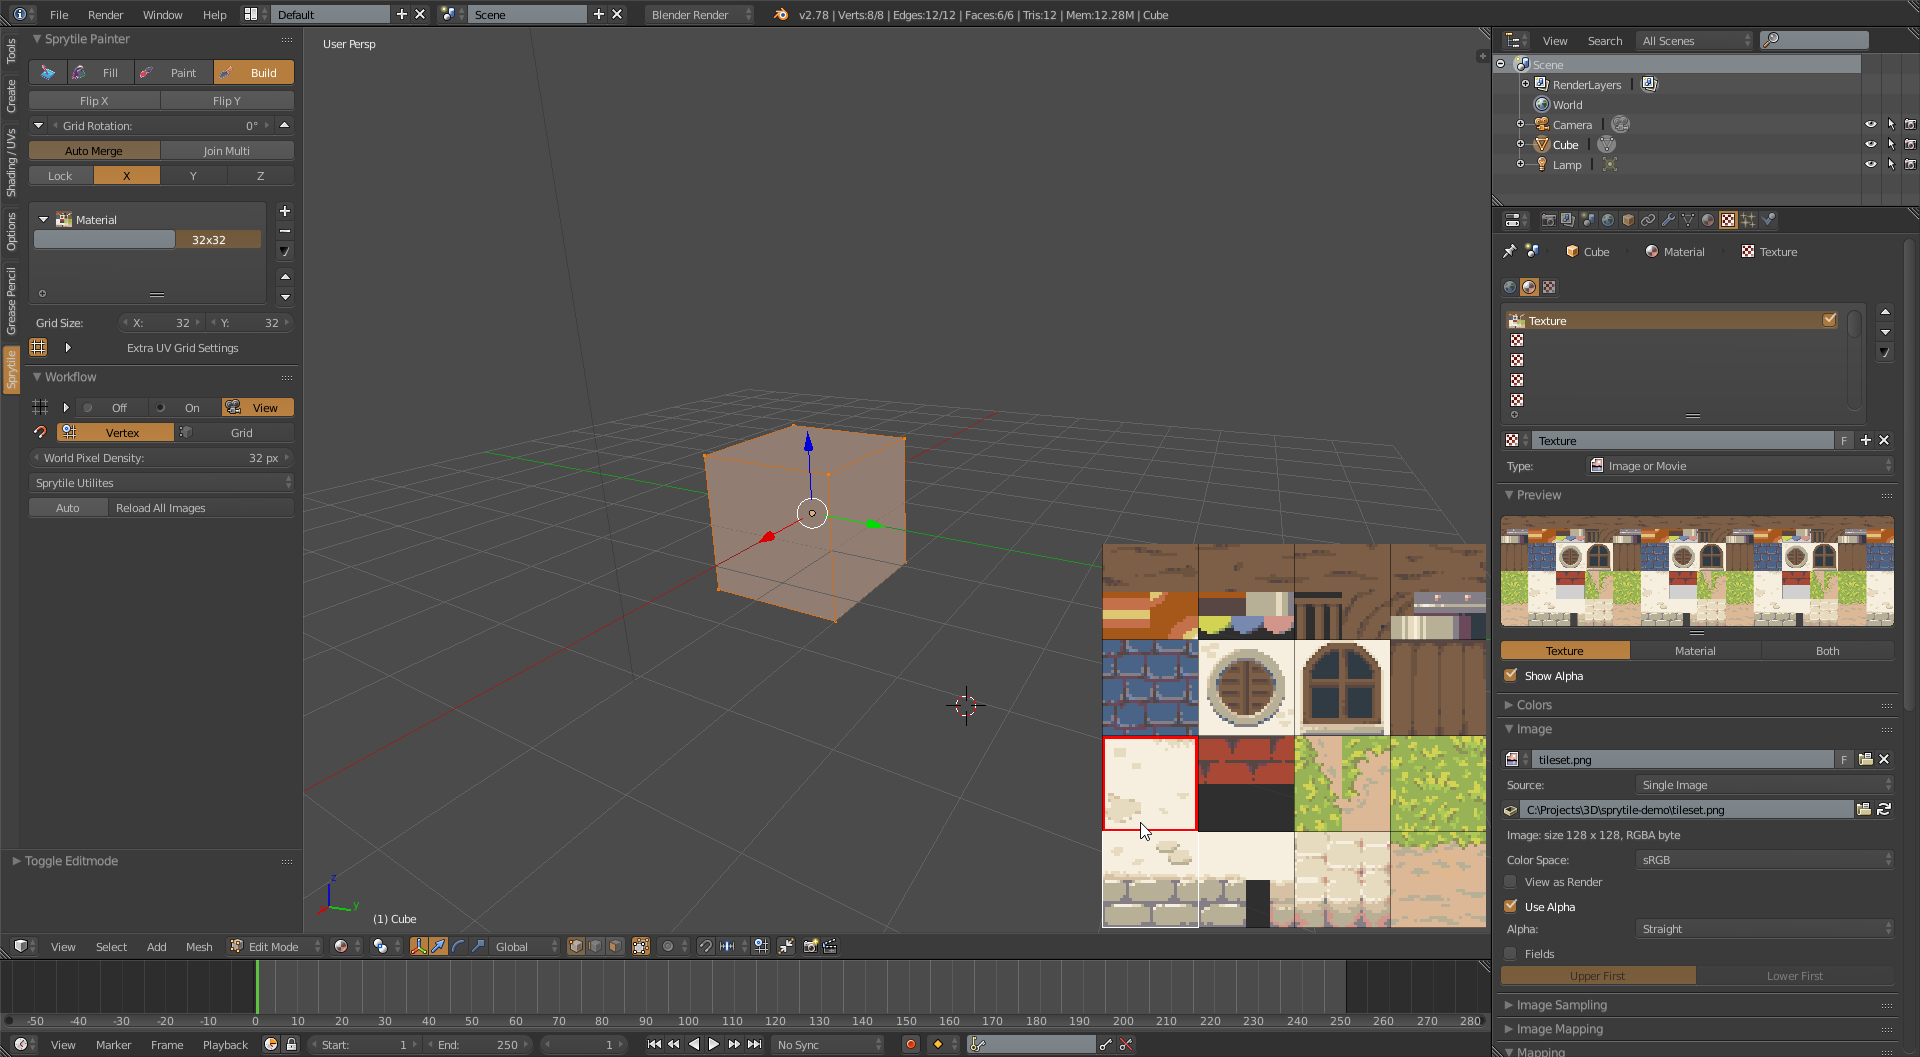 File Render Window Help Default Scene Blender Render v2.78 | Verts:8/8 | Edges:12/12 | Faces:6/6 | Tris:12 | Mem:12.28M | Cube
Tools
Create
Shading / UVs
Options
Grease Pencil
Sprytile
Sprytile Painter
Fill Paint Build
Flip X Flip Y
Grid Rotation: 0°
Auto Merge Join Multi
Lock X Y Z
Material
32x32
Grid Size: X: 32 Y: 32
Extra UV Grid Settings
Workflow
Off On View
Vertex Grid
World Pixel Density: 32 px
Sprytile Utilites
Auto Reload All Images
Toggle Editmode
User Persp
z
y
(1) Cube
View Select Add Mesh Edit Mode Global
-50 -40 -30 -20 -10 0 10 20 30 40 50 60 70 80 90 100 110 120 130 140 150 160 170 180 190 200 210 220 230 240 250 260 270 280
View Marker Frame Playback Start: 1 End: 250 1 No Sync
View Search All Scenes
Scene
RenderLayers
World
Camera
Cube
Lamp
Cube Material Texture
Texture
Texture F
Type: Image or Movie
Preview
Texture Material Both
Show Alpha
Colors
Image
tileset.png F
Source: Single Image
C:\Projects\3D\sprytile-demo\tileset.png
Image: size 128 x 128, RGBA byte
Color Space: sRGB
View as Render
Use Alpha
Alpha: Straight
Fields
Upper First Lower First
Image Sampling
Image Mapping
Mapping